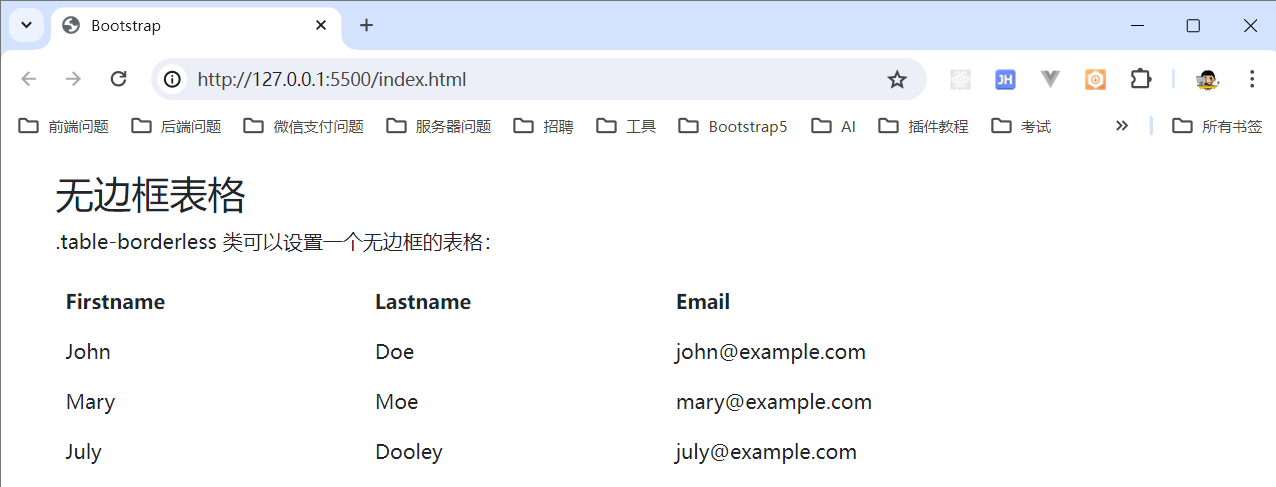 Bootstrap
http://127.0.0.1:5500/index.html
JH
前端问题 后端问题 微信支付问题 服务器问题 招聘 工具 Bootstrap5 AI 插件教程 考试 所有书签
无边框表格
.table-borderless 类可以设置一个无边框的表格：
Firstname Lastname Email
John Doe john@example.com
Mary Moe mary@example.com
July Dooley july@example.com